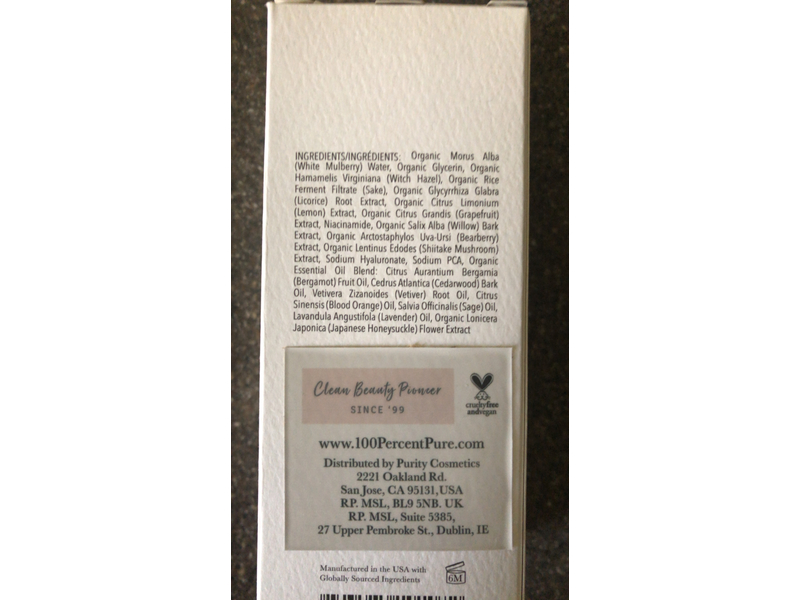 INGREDIENTS/INGRÉDIENTS: Organic Morus Alba
(White Mulberry) Water, Organic Glycerin, Organic
Hamamelis Virginiana (Witch Hazel), Organic Rice
Ferment Filtrate (Sake), Organic Glycyrrhiza Glabra
(Licorice) Root Extract, Organic Citrus Limonium
(Lemon) Extract, Organic Citrus Grandis (Grapefruit)
Extract, Niacinamide, Organic Salix Alba (Willow) Bark
Extract, Organic Arctostaphylos Uva-Ursi (Bearberry)
Extract, Organic Lentinus Edodes (Shiitake Mushroom)
Extract, Sodium Hyaluronate, Sodium PCA, Organic
Essential Oil Blend: Citrus Aurantium Bergamia
(Bergamot) Fruit Oil, Cedrus Atlantica (Cedarwood) Bark
Oil, Vetivera Zizanoides (Vetiver) Root Oil, Citrus
Sinensis (Blood Orange) Oil, Salvia Officinalis (Sage) Oil,
Lavandula Angustifola (Lavender) Oil, Organic Lonicera
Japonica (Japanese Honeysuckle) Flower Extract
Clean Beauty Pioneer
SINCE '99
crueltyfree
andvegan
www.100PercentPure.com
Distributed by Purity Cosmetics
2221 Oakland Rd.
San Jose, CA 95131,USA
RP. MSL, BL9 5NB. UK
RP. MSL, Suite 5385,
27 Upper Pembroke St., Dublin, IE
Manufactured in the USA with
Globally Sourced Ingredients
6M